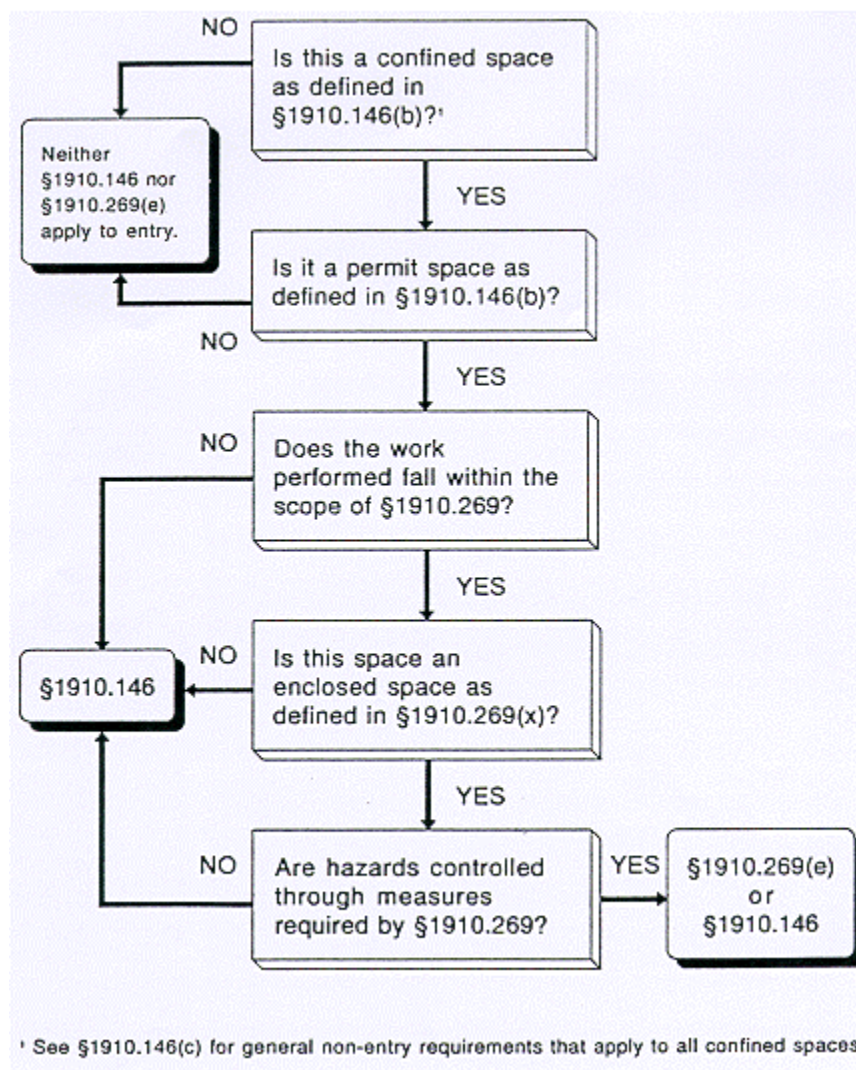 NO
Is this a confined space
as defined in
§1910.146(b)?¹
Neither
§1910.146 nor
§1910.269(e)
apply to entry.
YES
Is it a permit space as
defined in §1910.146(b)?
NO
YES
NO
Does the work
performed fall within the
scope of §1910.269?
YES
§1910.146
NO
Is this space an
enclosed space as
defined in §1910.269(x)?
YES
NO
Are hazards controlled
through measures
required by §1910.269?
YES
§1910.269(e)
or
§1910.146
¹ See §1910.146(c) for general non-entry requirements that apply to all confined spaces